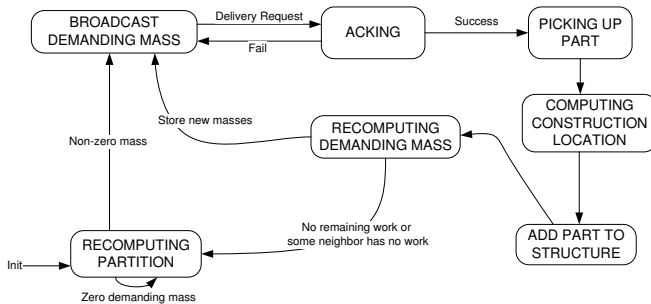 BROADCAST
DEMANDING MASS
Delivery Request
Fail
ACKING
Success
PICKING UP
PART
Store new masses
Non-zero mass
RECOMPUTING
DEMANDING MASS
COMPUTING
CONSTRUCTION
LOCATION
No remaining work or
some neighbor has no work
ADD PART TO
STRUCTURE
Init
RECOMPUTING
PARTITION
Zero demanding mass